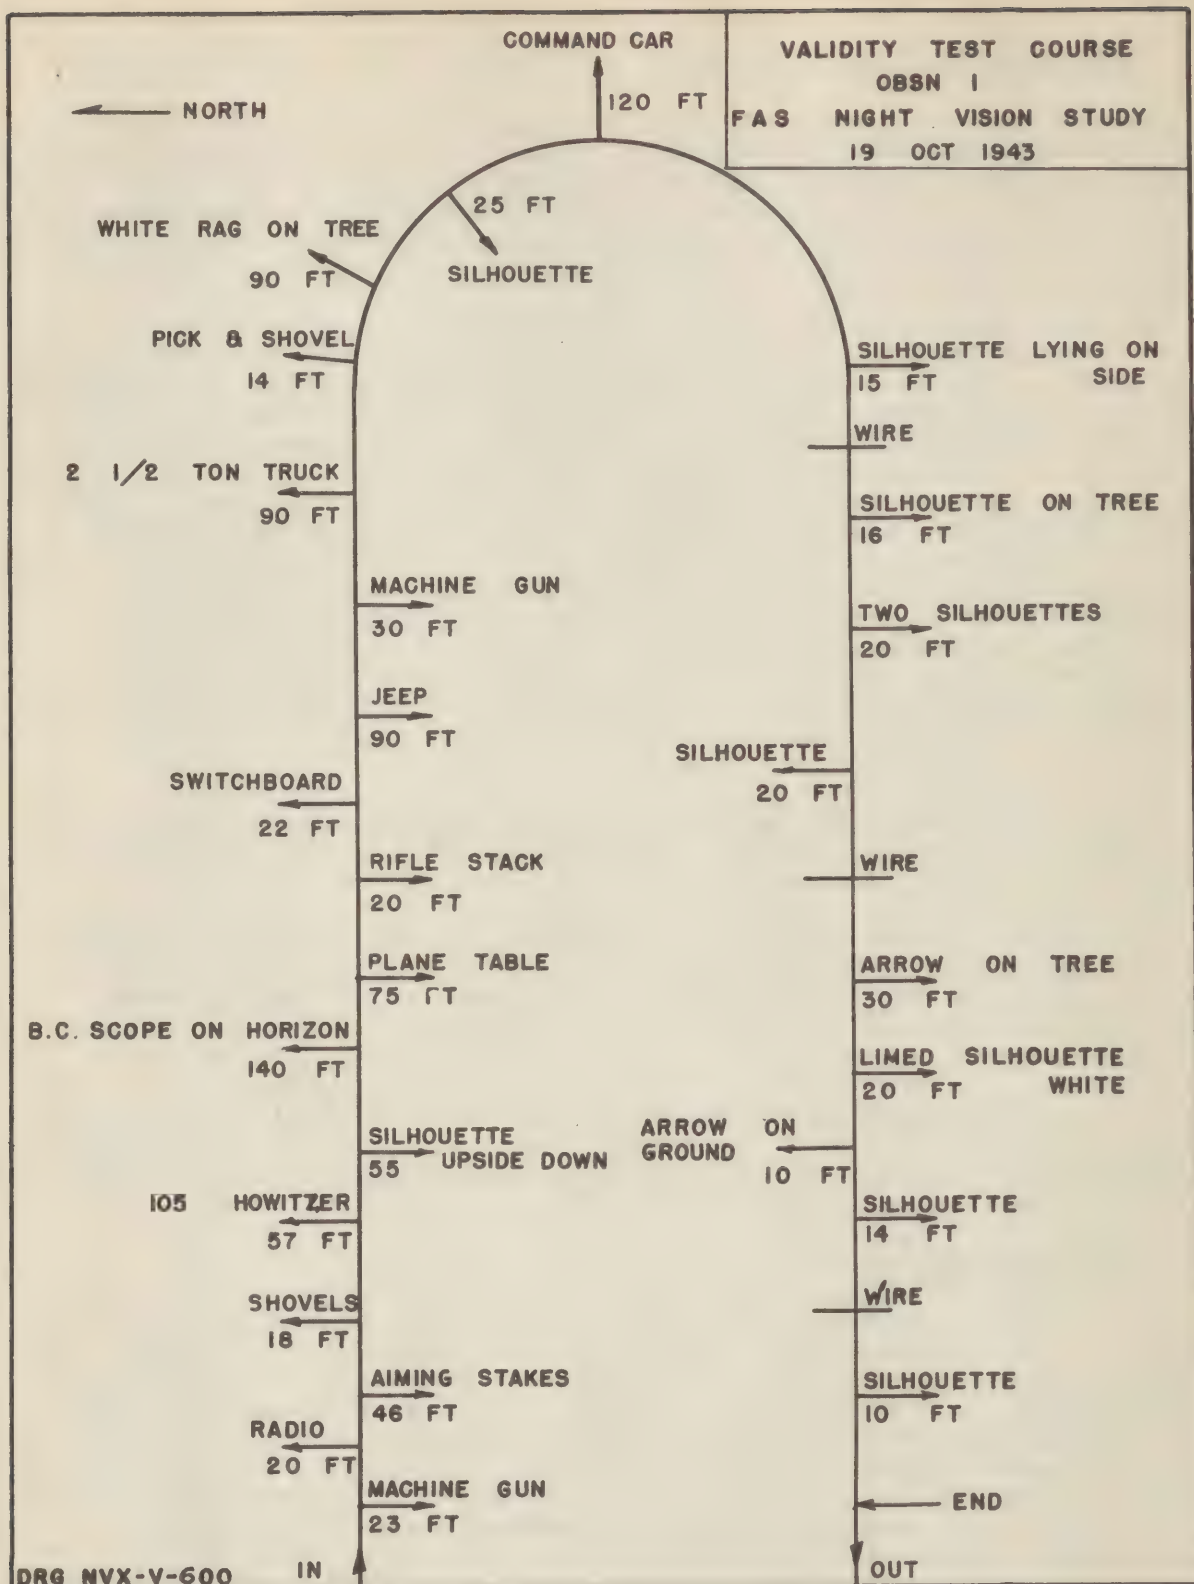 COMMAND CAR
120 FT
VALIDITY TEST COURSE
OBSN 1
FAS NIGHT VISION STUDY
19 OCT 1943
NORTH
25 FT
SILHOUETTE
WHITE RAG ON TREE
90 FT
PICK & SHOVEL
14 FT
SILHOUETTE LYING ON
SIDE
15 FT
WIRE
2 1/2 TON TRUCK
90 FT
SILHOUETTE ON TREE
16 FT
MACHINE GUN
30 FT
TWO SILHOUETTES
20 FT
JEEP
90 FT
SILHOUETTE
20 FT
SWITCHBOARD
22 FT
RIFLE STACK
20 FT
WIRE
PLANE TABLE
75 FT
ARROW ON TREE
30 FT
B.C. SCOPE ON HORIZON
140 FT
LIMED SILHOUETTE
WHITE
20 FT
SILHOUETTE
UPSIDE DOWN
55
ARROW ON
GROUND
10 FT
105 HOWITZER
57 FT
SILHOUETTE
14 FT
SHOVELS
18 FT
WIRE
AIMING STAKES
46 FT
SILHOUETTE
10 FT
RADIO
20 FT
MACHINE GUN
23 FT
END
DRG NVX-V-600
IN
OUT